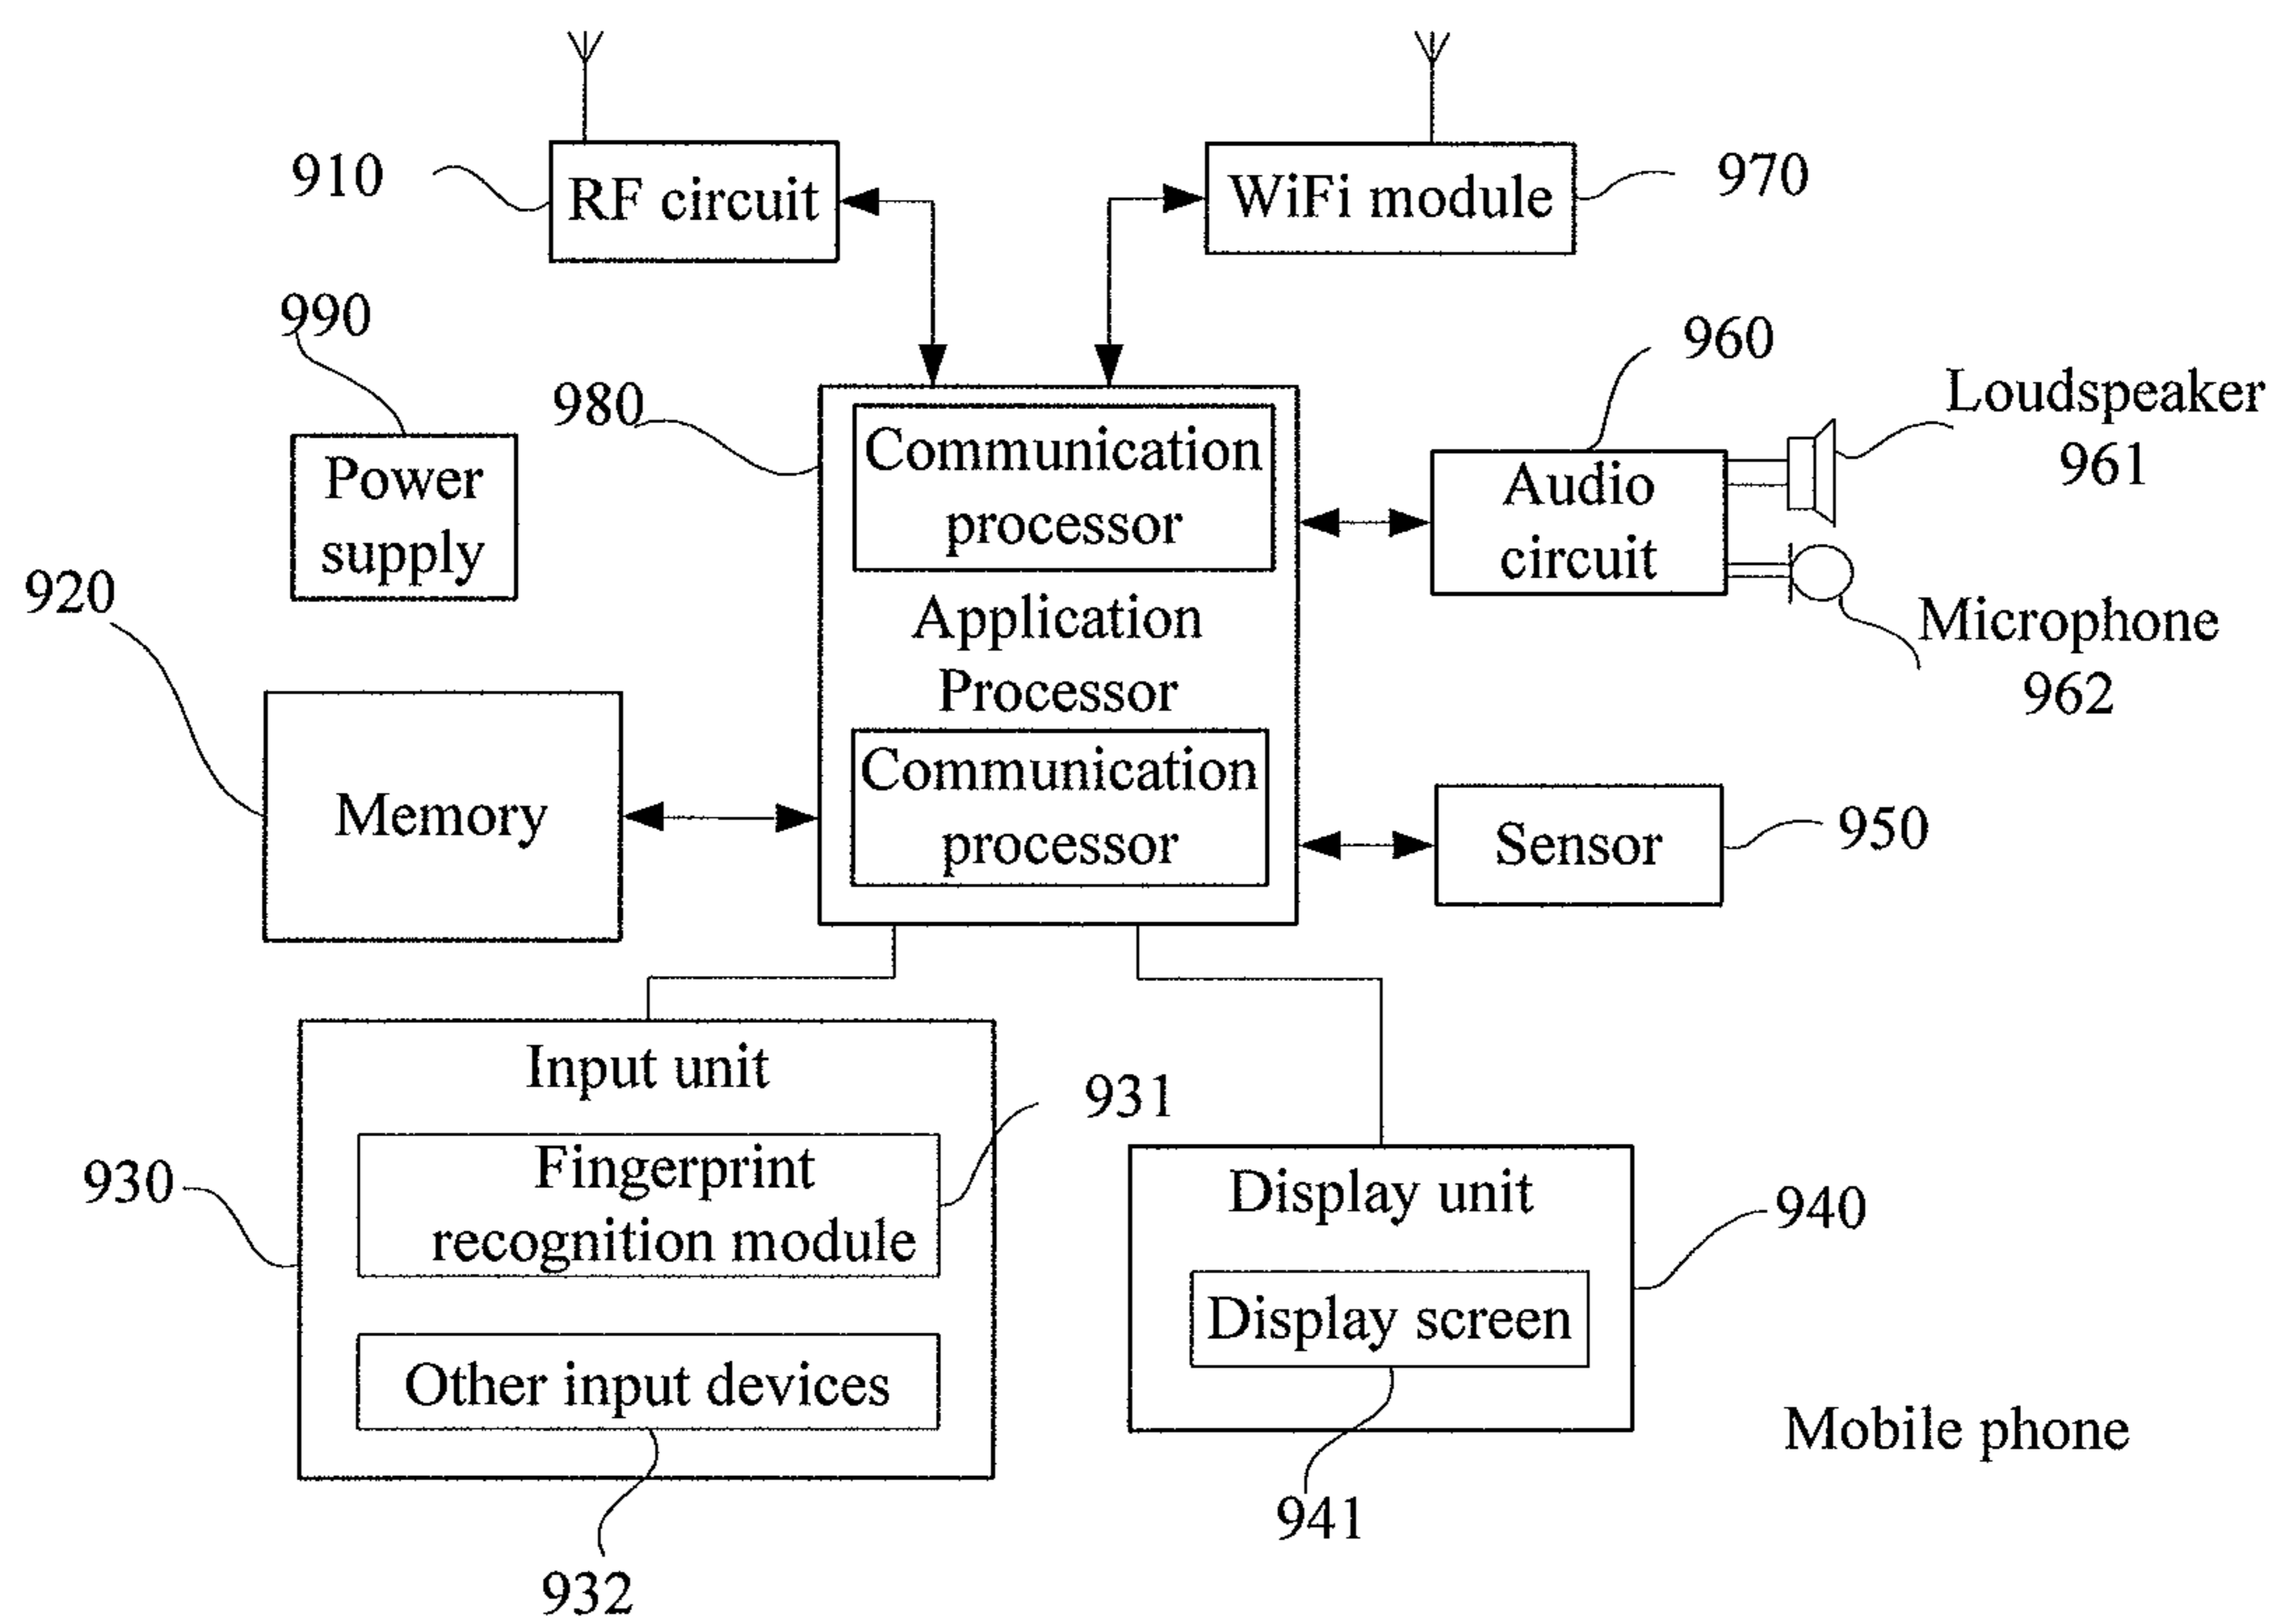 910
RF circuit
WiFi module
970
990
Power
supply
980
Communication
processor
Application
Processor
Communication
processor
960
Audio
circuit
Loudspeaker
961
Microphone
962
920
Memory
Sensor
950
Input unit
931
Fingerprint
recognition module
930
Other input devices
932
Display unit
940
Display screen
941
Mobile phone